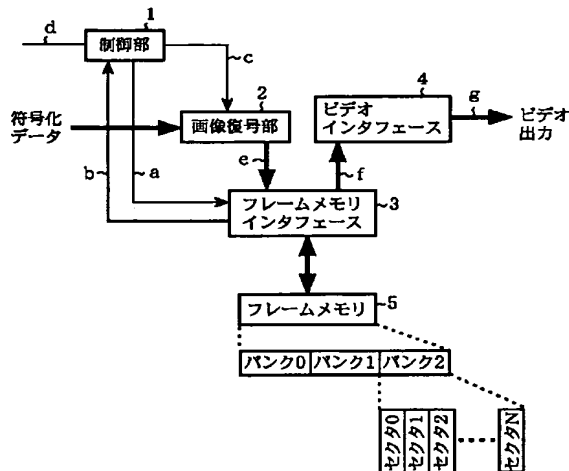 d
1
制御部
c
2
4
符号化
データ
画像復号部
ビデオ
インタフェース
g
ビデオ
出力
b
a
e
f
フレームメモリ
インタフェース
3
フレームメモリ
5
バンク0
バンク1
バンク2
セクタ0
セクタ1
セクタ2
セクタN